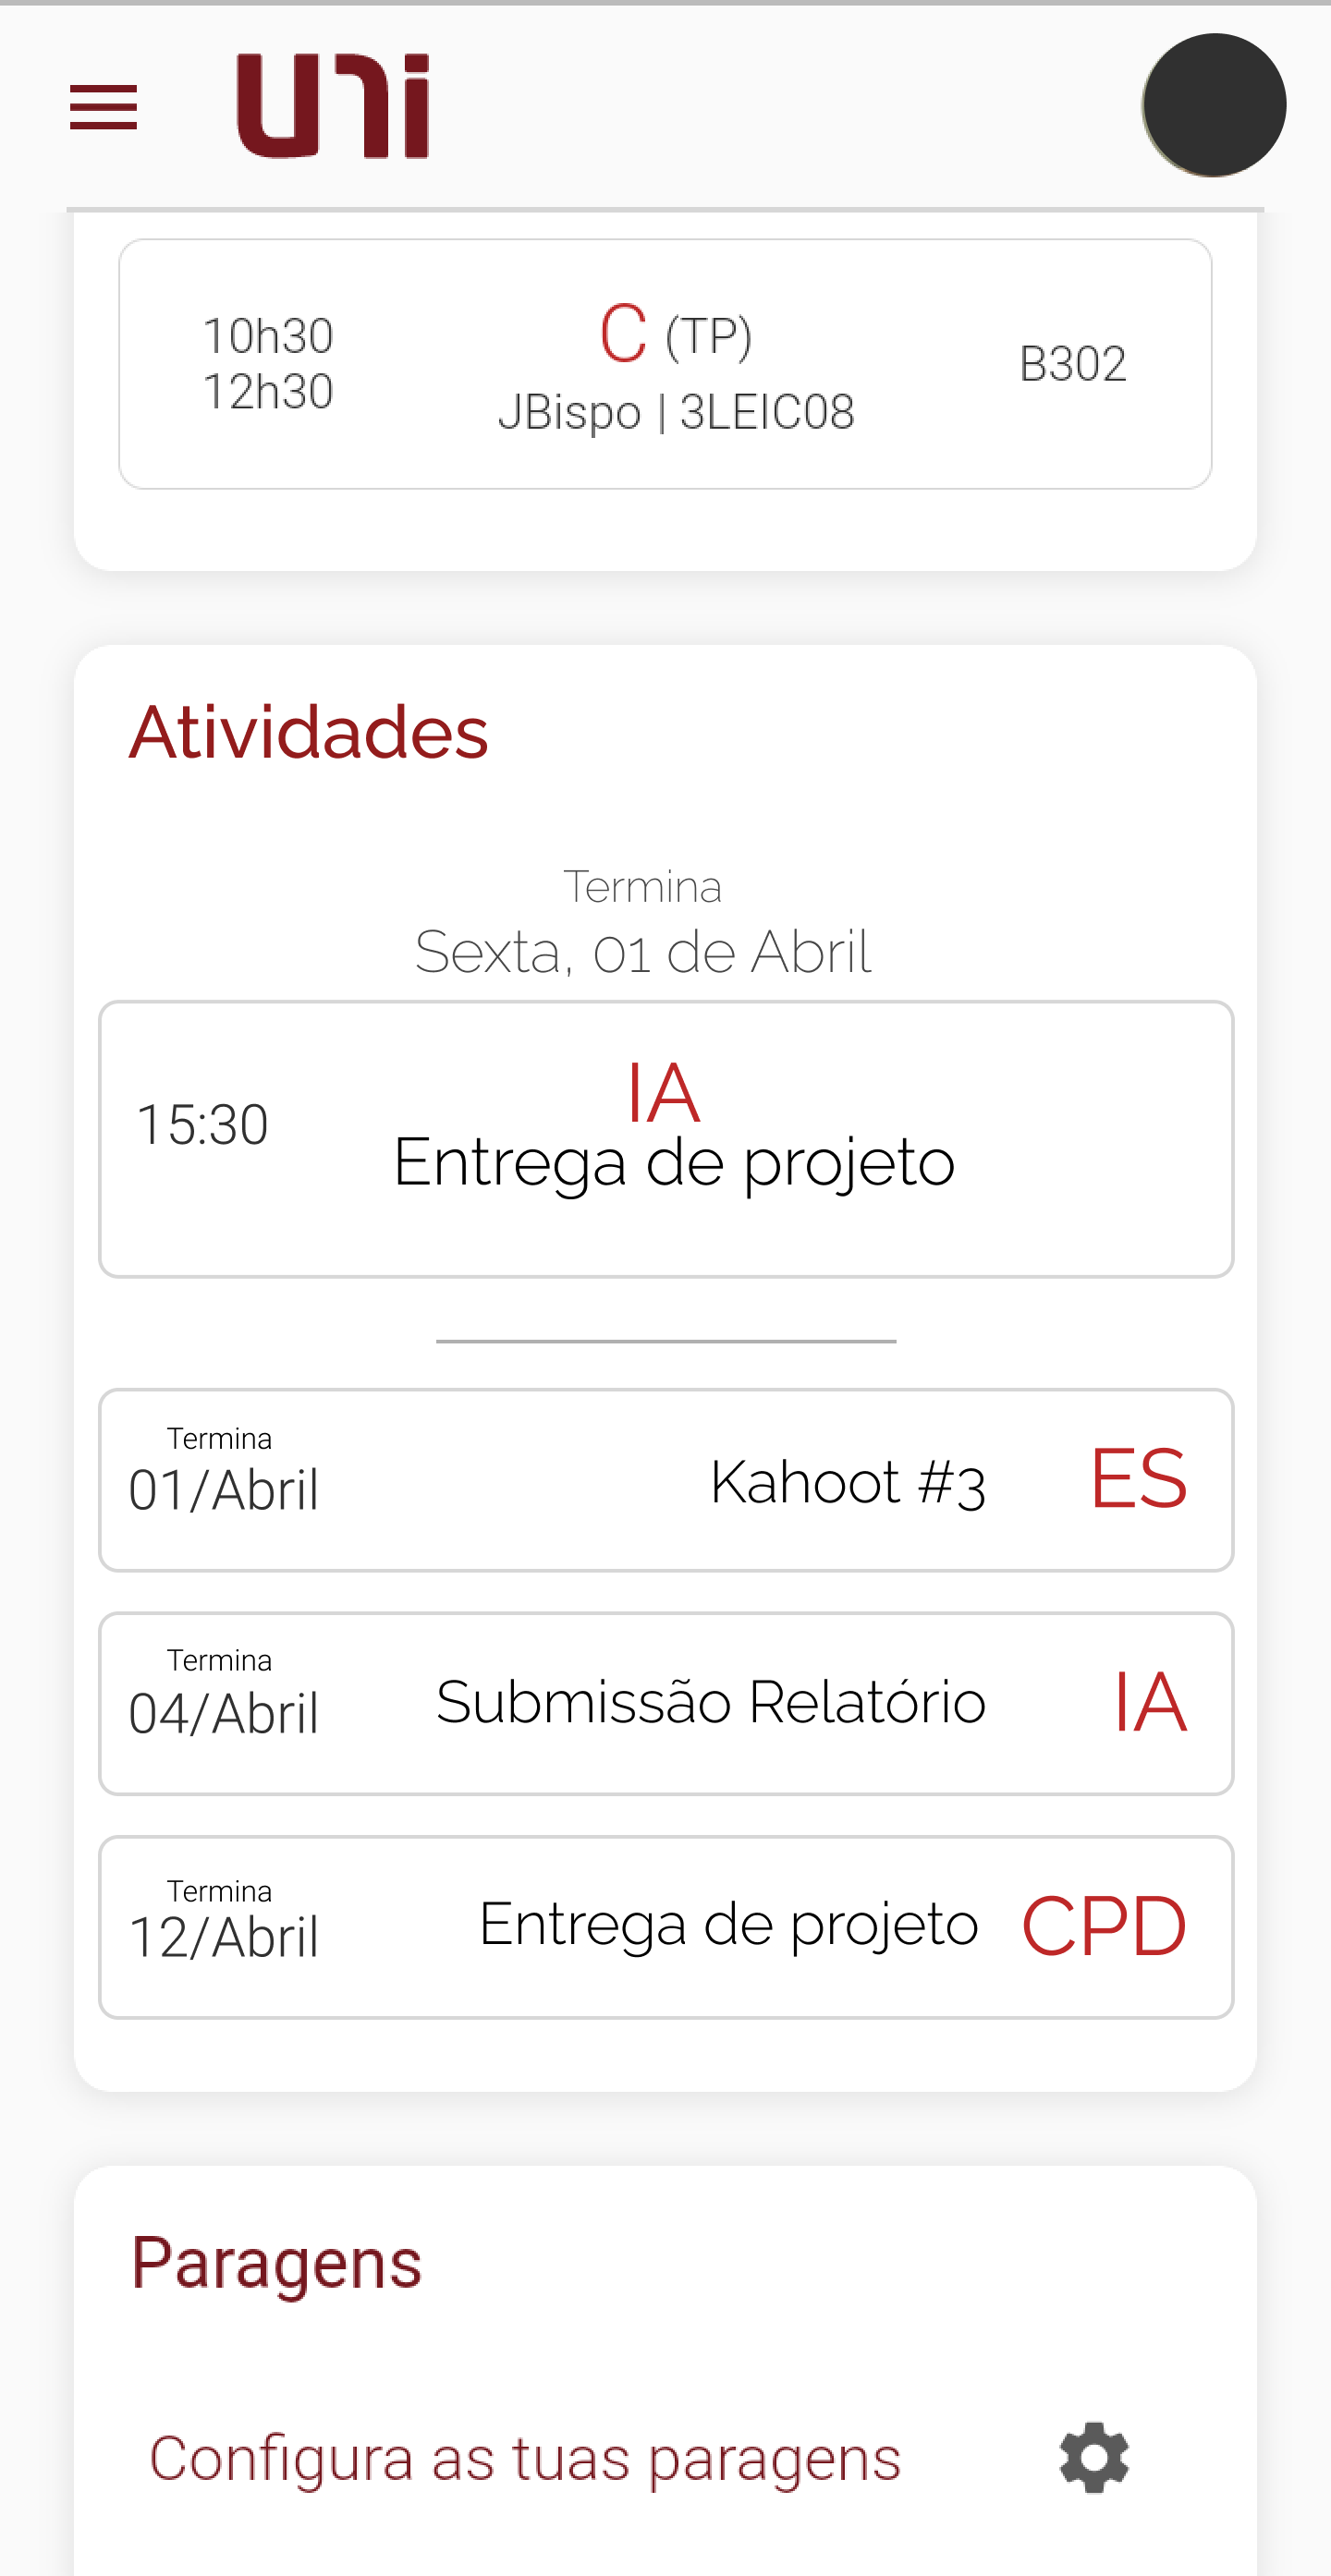 uni
10h30
12h30
C (TP)
JBispo | 3LEIC08
B302
Atividades
Termina
Sexta, 01 de Abril
15:30
IA
Entrega de projeto
Termina
01/Abril
Kahoot #3
ES
Termina
04/Abril
Submissão Relatório
IA
Termina
12/Abril
Entrega de projeto
CPD
Paragens
Configura as tuas paragens